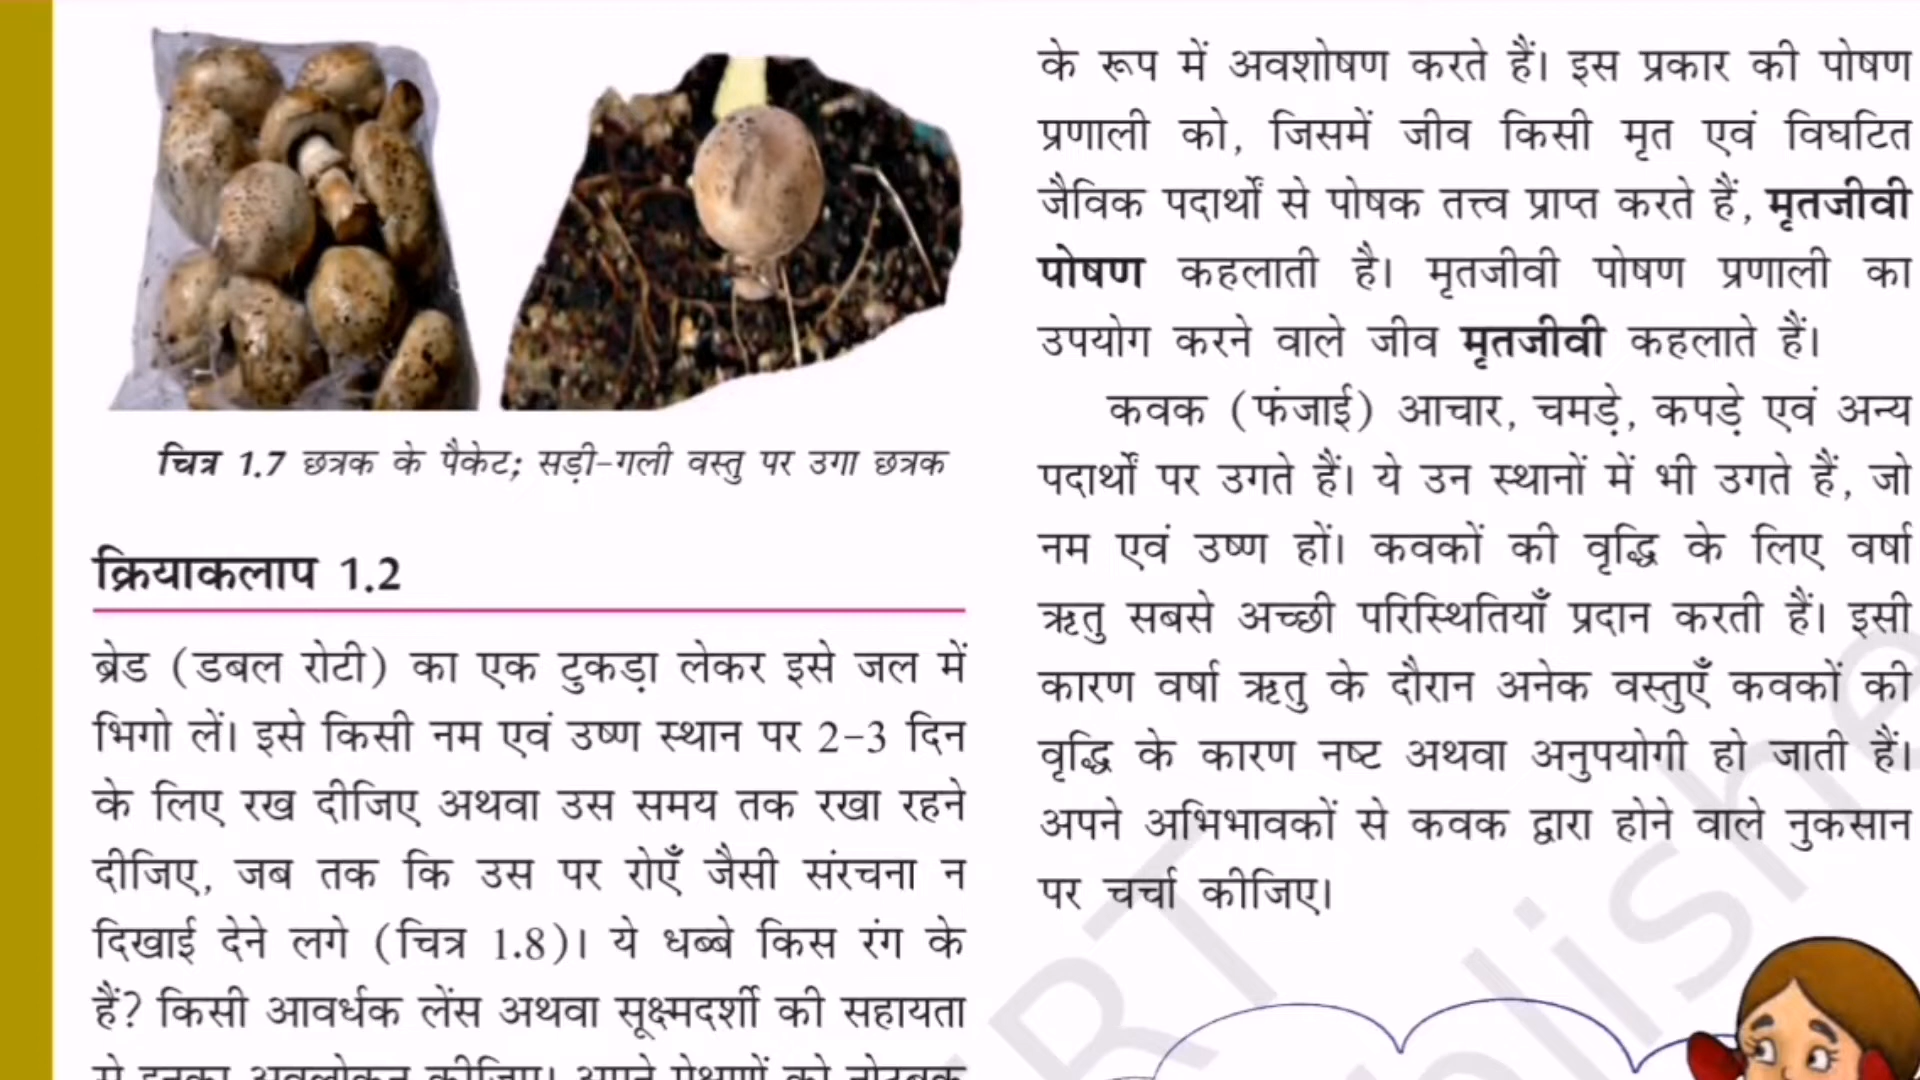 चित्र 1.7 छत्रक के पैकेट; सड़ी-गली वस्तु पर उगा छत्रक
क्रियाकलाप 1.2
ब्रेड (डबल रोटी) का एक टुकड़ा लेकर इसे जल में
भिगो लें। इसे किसी नम एवं उष्ण स्थान पर 2-3 दिन
के लिए रख दीजिए अथवा उस समय तक रखा रहने
दीजिए, जब तक कि उस पर रोएँ जैसी संरचना न
दिखाई देने लगे (चित्र 1.8)। ये धब्बे किस रंग के
हैं? किसी आवर्धक लेंस अथवा सूक्ष्मदर्शी की सहायता
के रूप में अवशोषण करते हैं। इस प्रकार की पोषण
प्रणाली को, जिसमें जीव किसी मृत एवं विघटित
जैविक पदार्थों से पोषक तत्त्व प्राप्त करते हैं, मृतजीवी
पोषण कहलाती है। मृतजीवी पोषण प्रणाली का
उपयोग करने वाले जीव मृतजीवी कहलाते हैं।
कवक (फंजाई) आचार, चमड़े, कपड़े एवं अन्य
पदार्थों पर उगते हैं। ये उन स्थानों में भी उगते हैं, जो
नम एवं उष्ण हों। कवकों की वृद्धि के लिए वर्षा
ऋतु सबसे अच्छी परिस्थितियाँ प्रदान करती हैं। इसी
कारण वर्षा ऋतु के दौरान अनेक वस्तुएँ कवकों की
वृद्धि के कारण नष्ट अथवा अनुपयोगी हो जाती हैं।
अपने अभिभावकों से कवक द्वारा होने वाले नुकसान
पर चर्चा कीजिए।